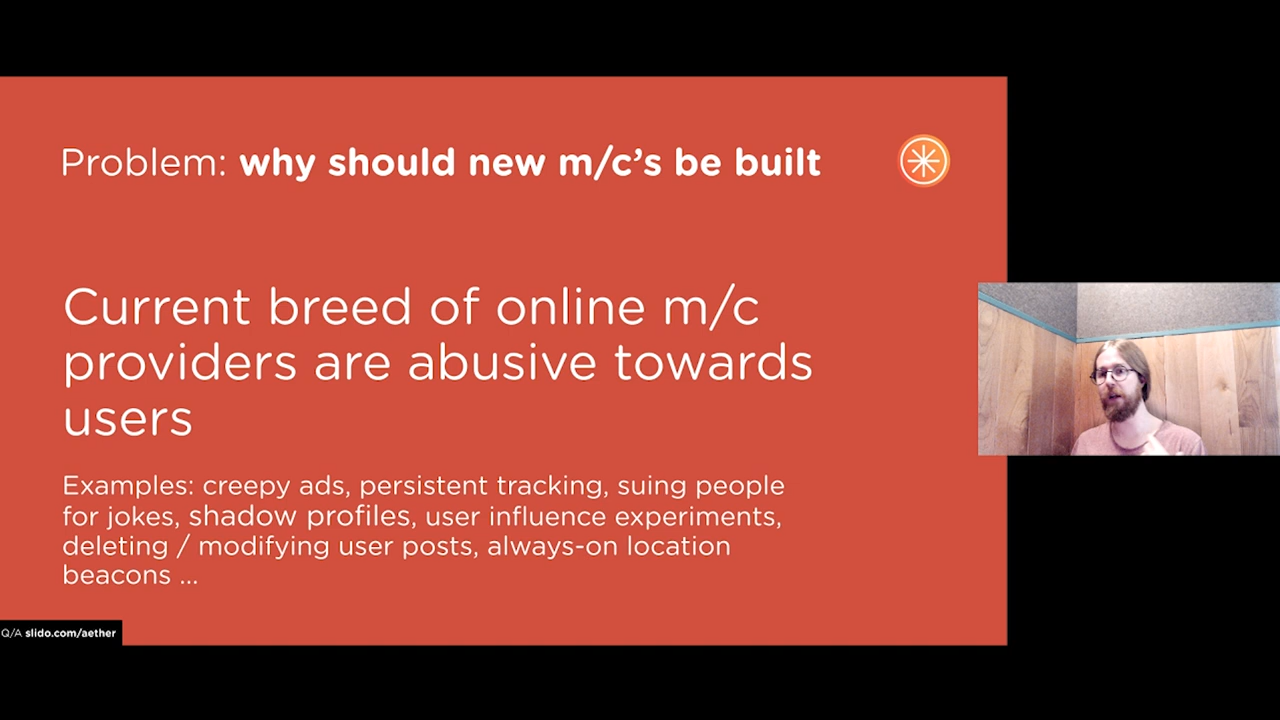 Problem: why should new m/c’s be built
Current breed of online m/c
providers are abusive towards
users
Examples: creepy ads, persistent tracking, suing people
for jokes, shadow profiles, user influence experiments,
deleting / modifying user posts, always-on location
beacons ...
Q/A slido.com/aether